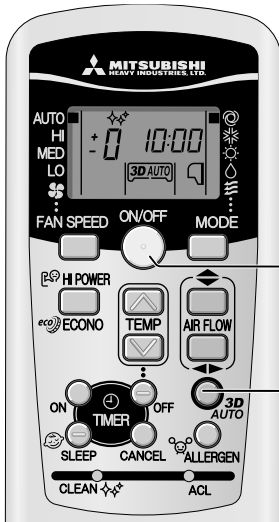 MITSUBISHI
HEAVY INDUSTRIES, LTD.
AUTO
HI
MED
LO
+
-
0 10:00
3D AUTO
FAN SPEED ON/OFF MODE
HI POWER
eco ECONO
TEMP
AIR FLOW
3D
AUTO
ON
OFF
TIMER
SLEEP CANCEL ALLERGEN
CLEAN ACL